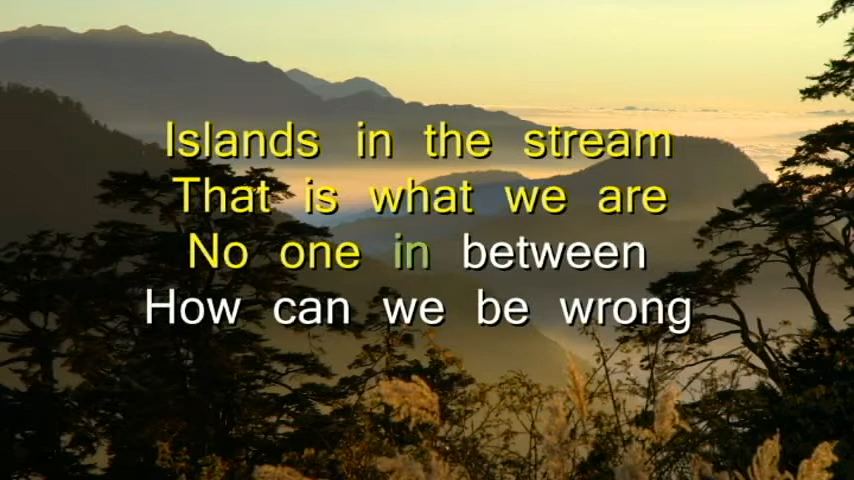 Islands in the stream
That is what we are
No one in between
How can we be wrong